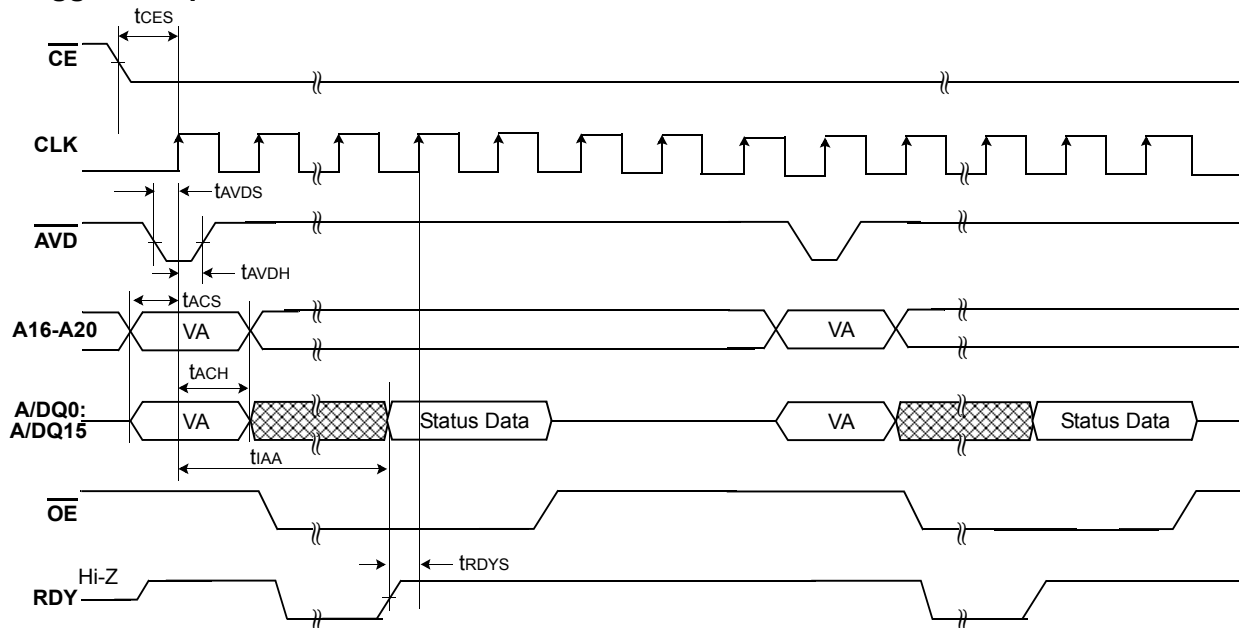 tCES
CE
CLK
tAVDS
AVD
tAVDH
tACS
A16-A20
VA
VA
tACH
A/DQ0:
A/DQ15
VA
Status Data
VA
Status Data
tIAA
OE
tRDYS
Hi-Z
RDY